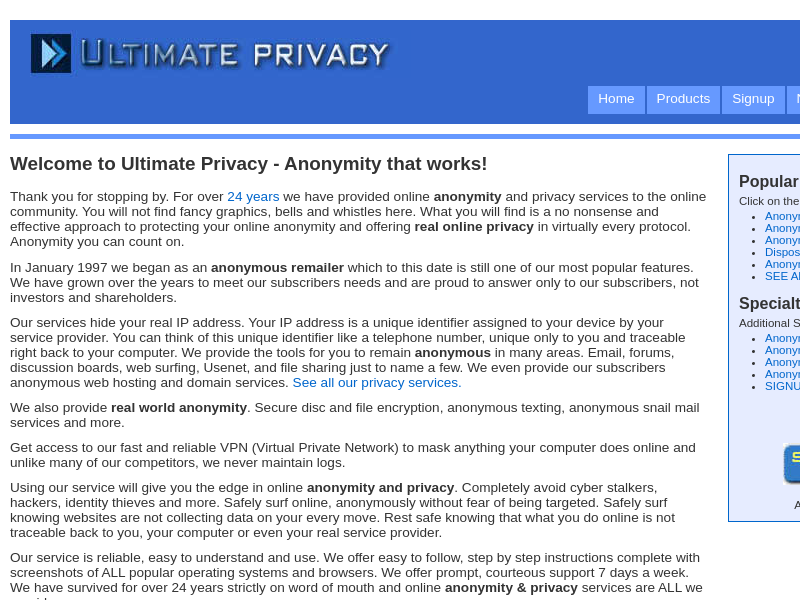 ULTIMATE PRIVACY
Home Products Signup
Welcome to Ultimate Privacy - Anonymity that works!
Thank you for stopping by. For over 24 years we have provided online anonymity and privacy services to the online
community. You will not find fancy graphics, bells and whistles here. What you will find is a no nonsense and
effective approach to protecting your online anonymity and offering real online privacy in virtually every protocol.
Anonymity you can count on.
In January 1997 we began as an anonymous remailer which to this date is still one of our most popular features.
We have grown over the years to meet our subscribers needs and are proud to answer only to our subscribers, not
investors and shareholders.
Our services hide your real IP address. Your IP address is a unique identifier assigned to your device by your
service provider. You can think of this unique identifier like a telephone number, unique only to you and traceable
right back to your computer. We provide the tools for you to remain anonymous in many areas. Email, forums,
discussion boards, web surfing, Usenet, and file sharing just to name a few. We even provide our subscribers
anonymous web hosting and domain services. See all our privacy services.
We also provide real world anonymity. Secure disc and file encryption, anonymous texting, anonymous snail mail
services and more.
Get access to our fast and reliable VPN (Virtual Private Network) to mask anything your computer does online and
unlike many of our competitors, we never maintain logs.
Using our service will give you the edge in online anonymity and privacy. Completely avoid cyber stalkers,
hackers, identity thieves and more. Safely surf online, anonymously without fear of being targeted. Safely surf
knowing websites are not collecting data on your every move. Rest safe knowing that what you do online is not
traceable back to you, your computer or even your real service provider.
Our service is reliable, easy to understand and use. We offer easy to follow, step by step instructions complete with
screenshots of ALL popular operating systems and browsers. We offer prompt, courteous support 7 days a week.
We have survived for over 24 years strictly on word of mouth and online anonymity & privacy services are ALL we
Popular
Click on the
SEE